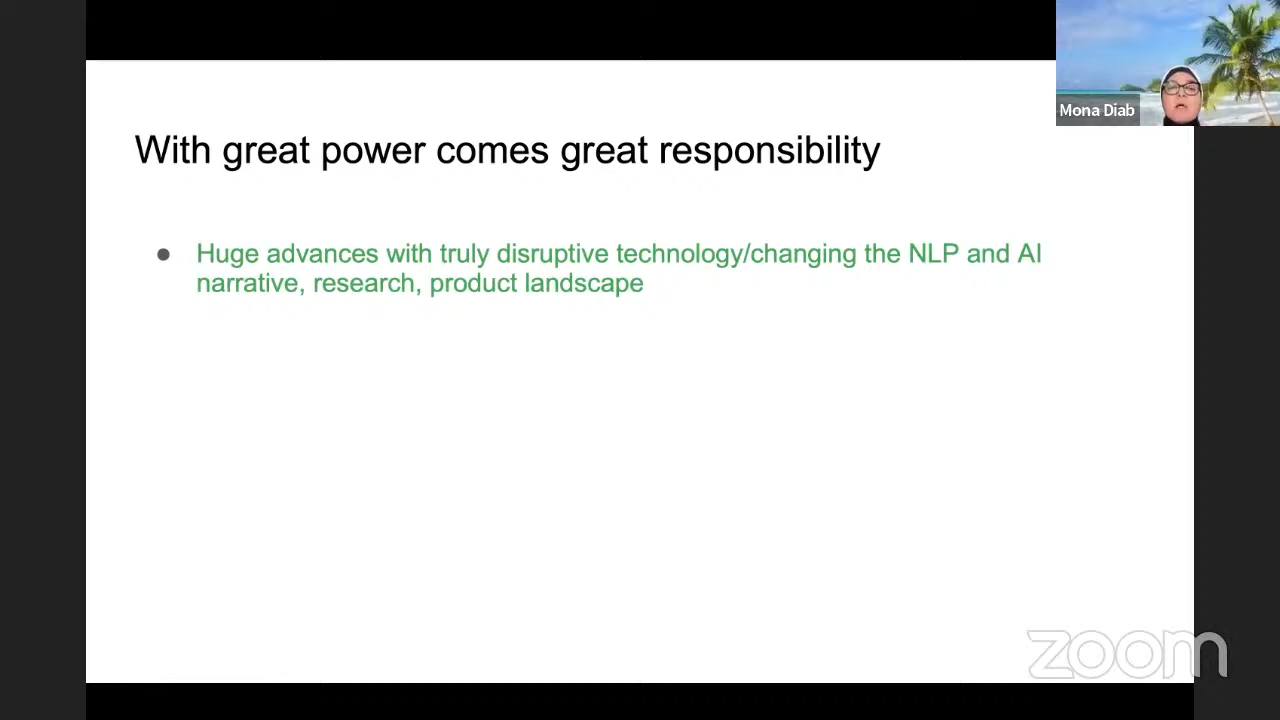 Mona Diab
With great power comes great responsibility
● Huge advances with truly disruptive technology/changing the NLP and AI
narrative, research, product landscape
zoom